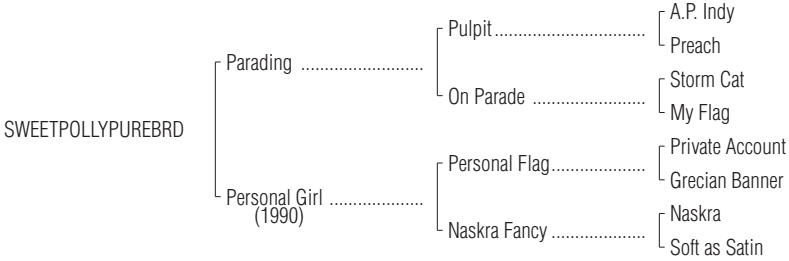 A.P. Indy
Pulpit..............................
Preach
Parading ........................
Storm Cat
On Parade .......................
My Flag
SWEETPOLLYPUREBRD
Private Account
Personal Flag...................
Grecian Banner
Personal Girl ...................
(1990)
Naskra
Naskra Fancy ...................
Soft as Satin